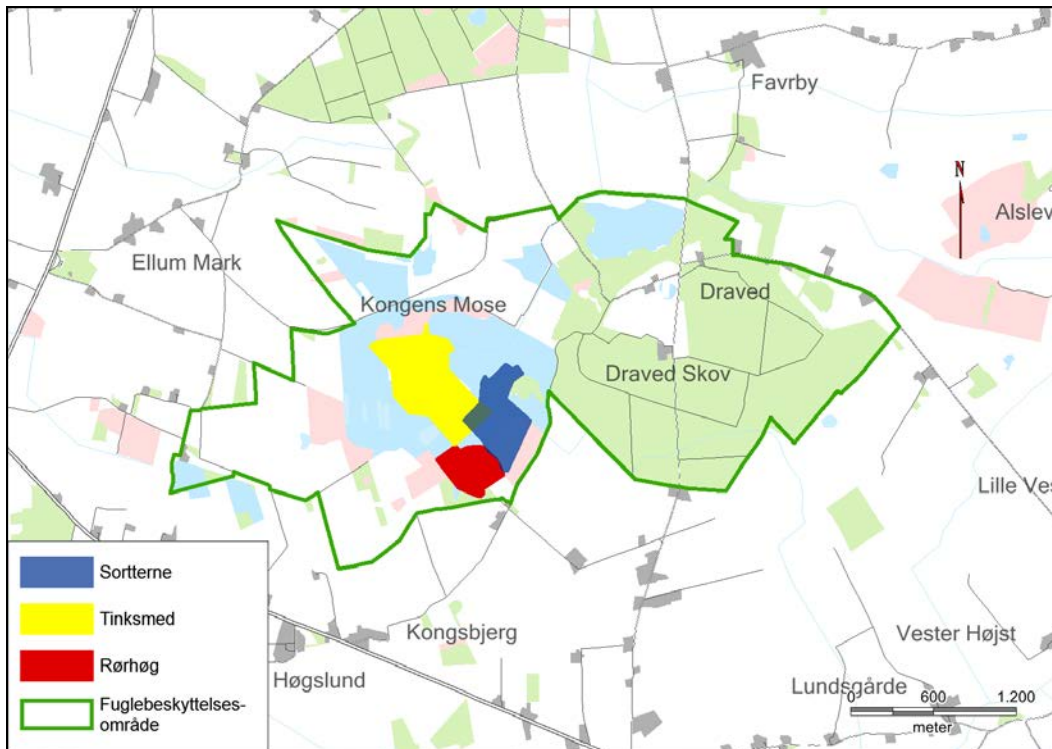 Favrby
N
Alslev
Ellum Mark
Kongens Mose
Draved
Draved Skov
Lille Ves
Sortterne
Tinksmed
Rørhøg
Fuglebeskyttelses-
område
Kongsbjerg
Høgslund
Vester Højst
Lundsgårde
0 600 1.200
meter